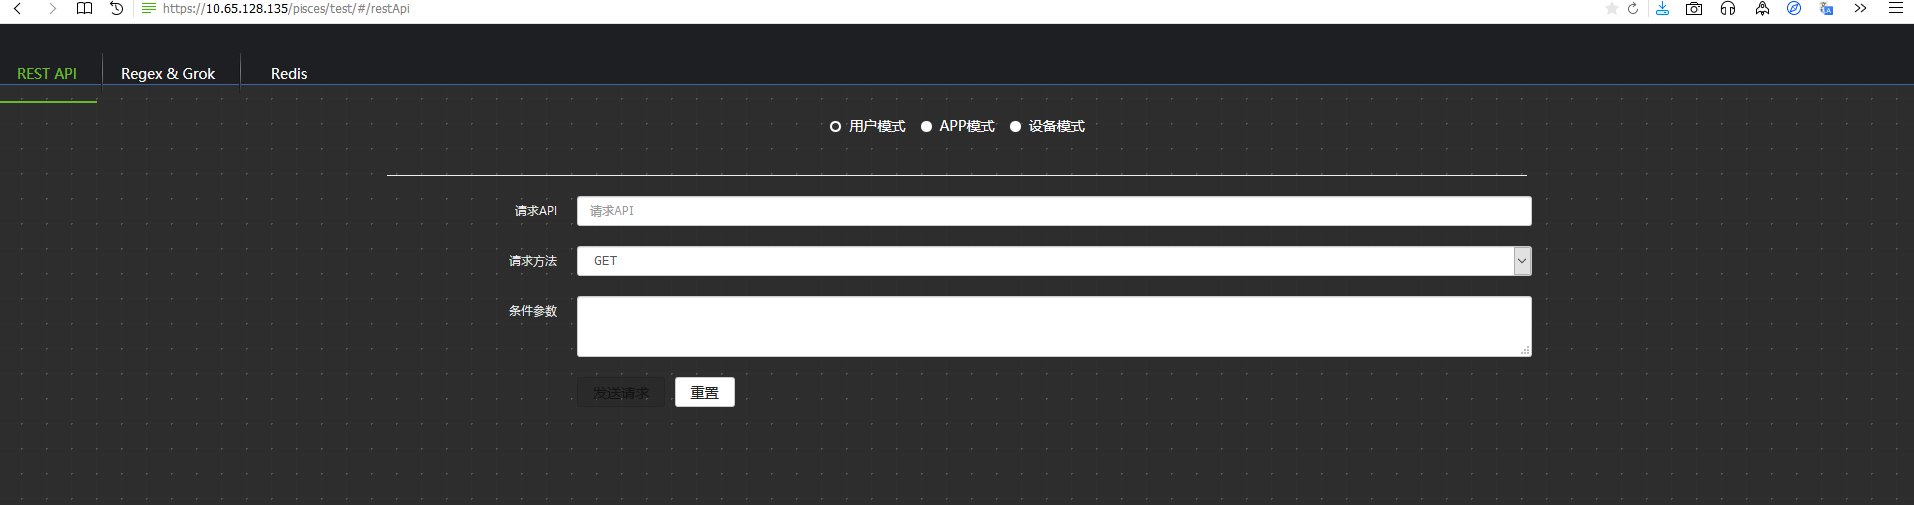 https://10.65.128.135/pisces/test/#/restApi
REST API Regex & Grok Redis
用户模式 APP模式 设备模式
请求API 请求API
请求方法 GET
条件参数
发送请求 重置